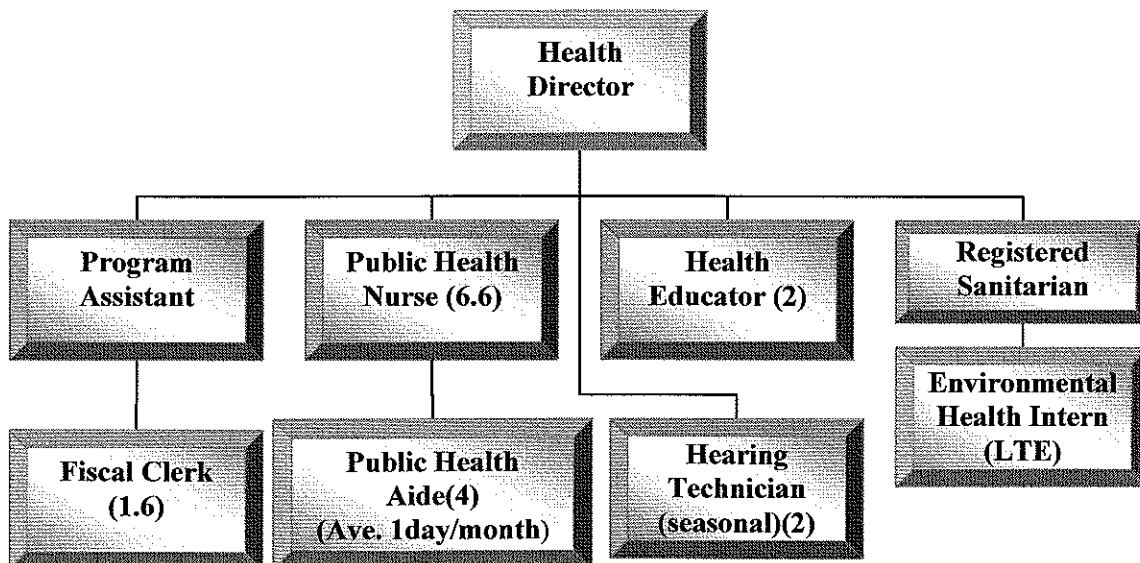 Health
Director
Program
Assistant
Public Health
Nurse (6.6)
Health
Educator (2)
Registered
Sanitarian
Fiscal Clerk
(1.6)
Public Health
Aide(4)
(Ave. 1day/month)
Hearing
Technician
(seasonal)(2)
Environmental
Health Intern
(LTE)